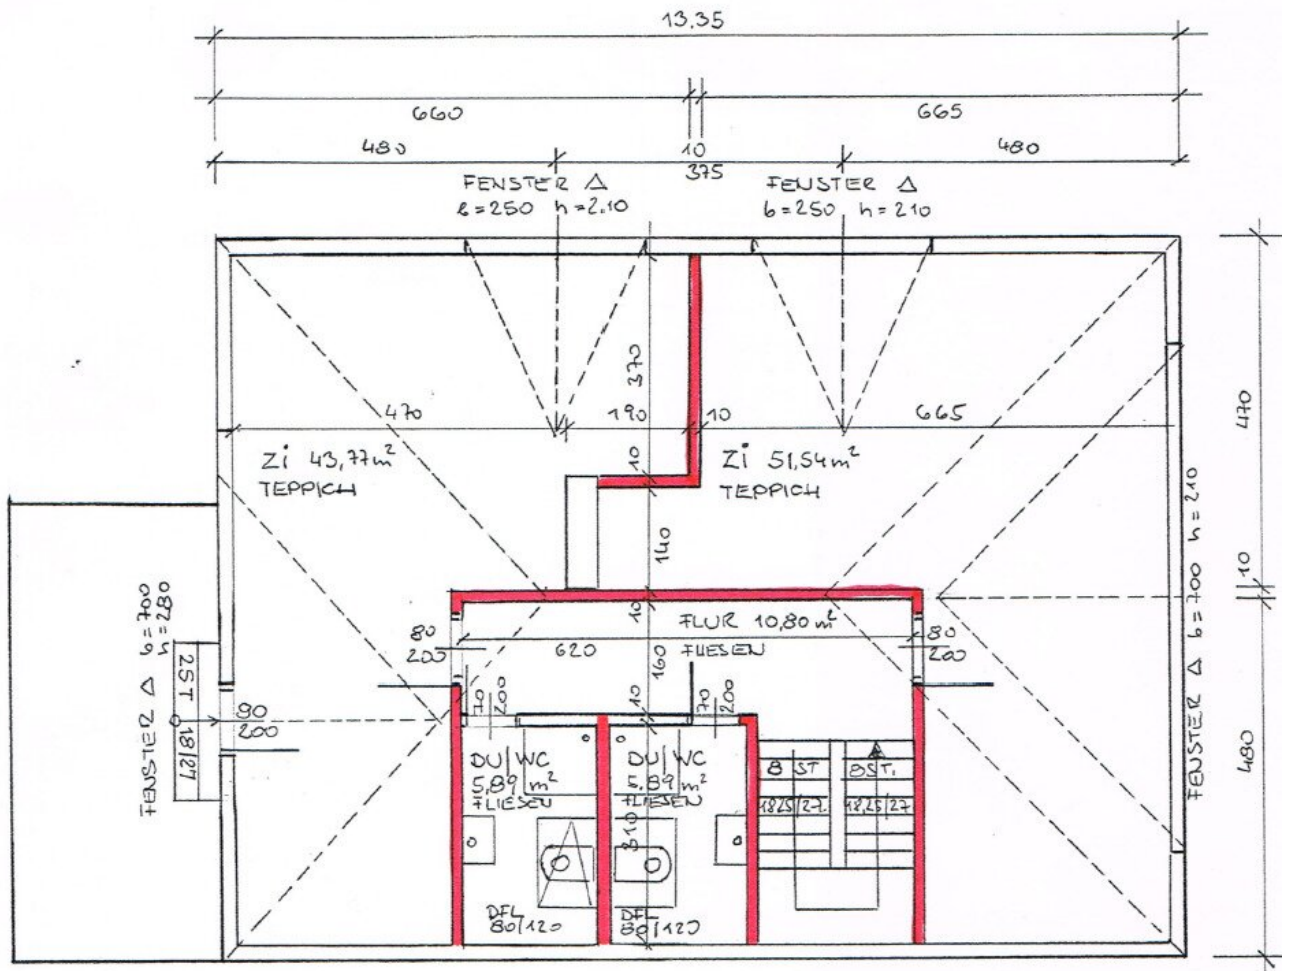 13.35
660
665
480
10
480
375
FENSTER Δ
b=250 h=2.10
FENSTER Δ
b=250 h=210
370
470
190
10
665
10
Zi 43,77m²
TEPPICH
Zi 51,54m²
TEPPICH
140
470
10
480
FENSTER Δ b=700 h=210
FENSTER Δ b=700
h=280
2ST
18/27
90
200
80
200
10
FLUR 10,80 m²
620
FLIESEN
160
80
200
10
70
200
70
200
DU/WC
5,89 m²
FLIESEN
DU/WC
5.89 m²
FLIESEN
310
8 ST
8ST.
18,25/27
18,25/27
DFL
80/120
DFL
80/120